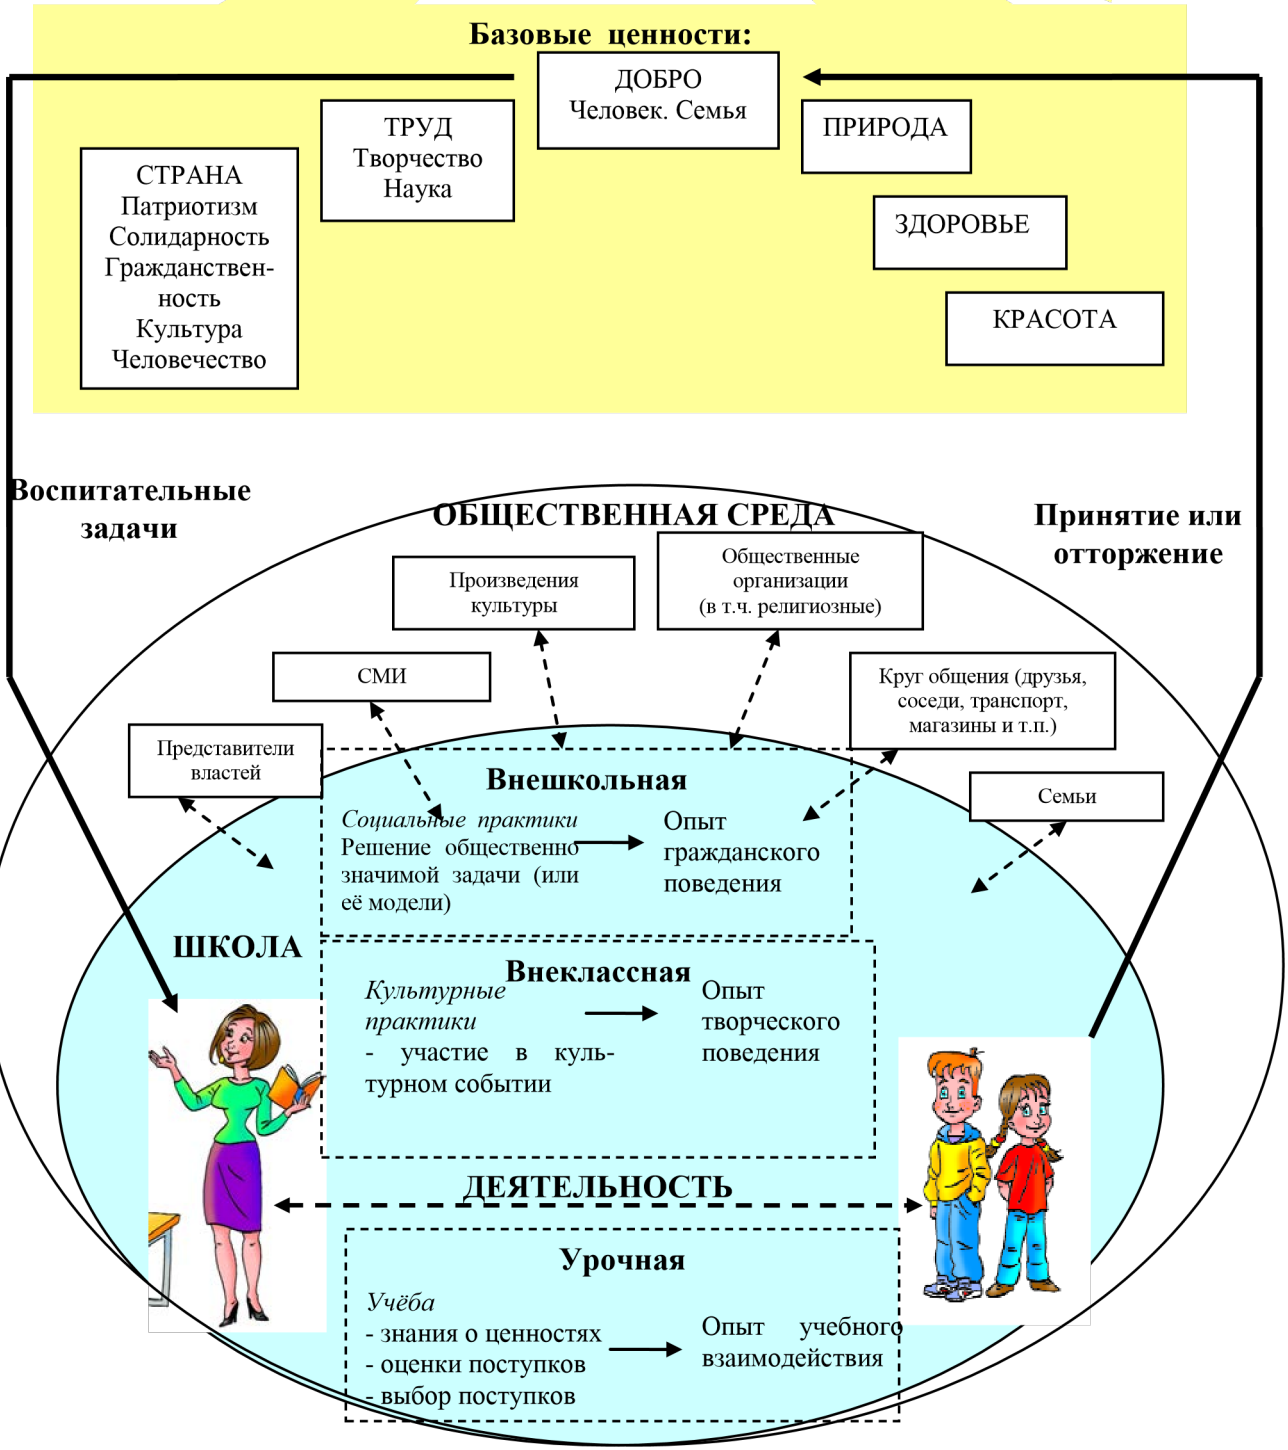 Базовые ценности:
ДОБРО
Человек. Семья
ТРУД
Творчество
Наука
ПРИРОДА
СТРАНА
Патриотизм
Солидарность
Гражданствен-
ность
Культура
Человечество
ЗДОРОВЬЕ
КРАСОТА
Воспитательные
задачи
ОБЩЕСТВЕННАЯ СРЕДА
Принятие или
отторжение
Произведения
культуры
Общественные
организации
(в т.ч. религиозные)
СМИ
Круг общения (друзья,
соседи, транспорт,
магазины и т.п.)
Представители
властей
Семьи
Внешкольная
Социальные практики
Решение общественно
значимой задачи (или
её модели)
Опыт
гражданского
поведения
ШКОЛА
Внеклассная
Культурные
практики
- участие в куль-
турном событии
Опыт
творческого
поведения
ДЕЯТЕЛЬНОСТЬ
Урочная
Учёба
- знания о ценностях
- оценки поступков
- выбор поступков
Опыт учебного
взаимодействия